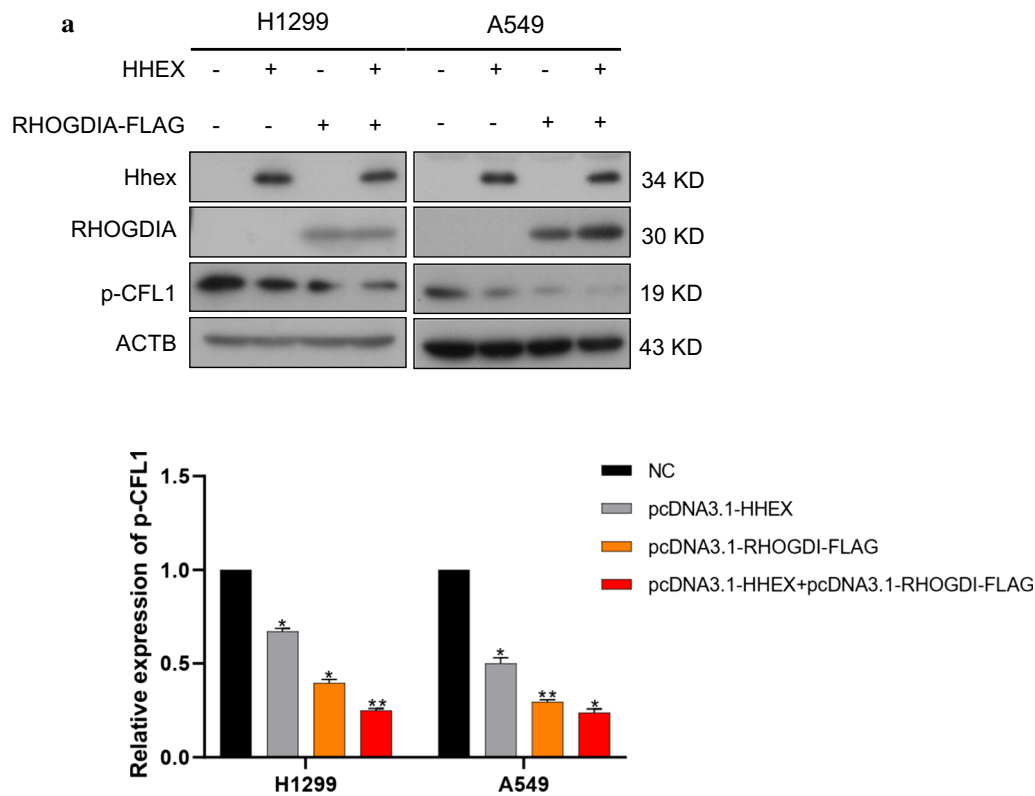 a
H1299 A549
HHEX - + - + - + - +
RHOGDIA-FLAG - - + + - - + +
Hhex 34 KD
RHOGDIA 30 KD
p-CFL1 19 KD
ACTB 43 KD
Relative expression of p-CFL1
1.5
1.0
0.5
0.0
* * ** * ** *
H1299 A549
NC
pcDNA3.1-HHEX
pcDNA3.1-RHOGDI-FLAG
pcDNA3.1-HHEX+pcDNA3.1-RHOGDI-FLAG